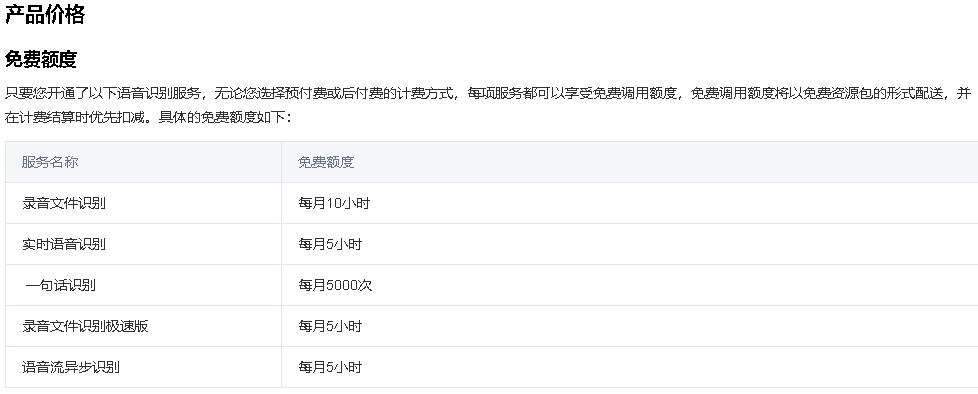 产品价格
免费额度
只要您开通了以下语音识别服务，无论您选择预付费或后付费的计费方式，每项服务都可以享受免费调用额度，免费调用额度将以免费资源包的形式配送，并
在计费结算时优先扣减。具体的免费额度如下：
服务名称 免费额度
录音文件识别 每月10小时
实时语音识别 每月5小时
一句话识别 每月5000次
录音文件识别极速版 每月5小时
语音流异步识别 每月5小时